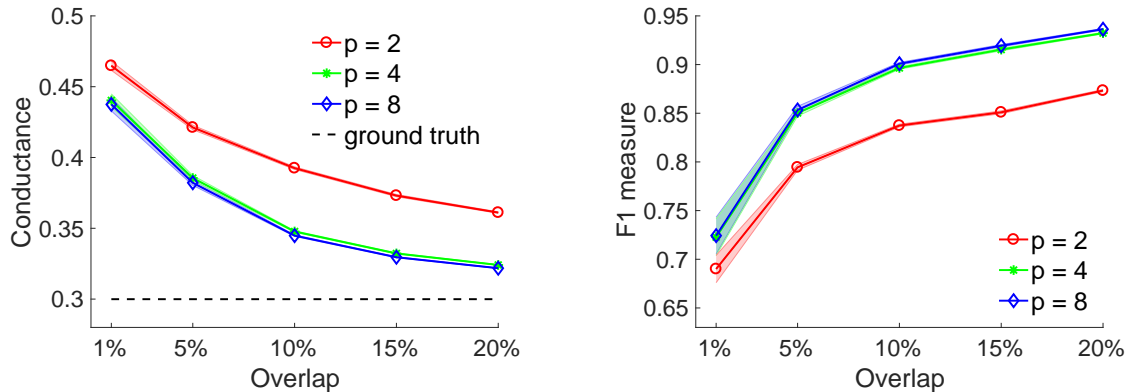 0.5
0.45
0.4
0.35
0.3
Conductance
p = 2
p = 4
p = 8
ground truth
1% 5% 10% 15% 20%
Overlap
0.95
0.9
0.85
0.8
0.75
0.7
0.65
F1 measure
p = 2
p = 4
p = 8
1% 5% 10% 15% 20%
Overlap